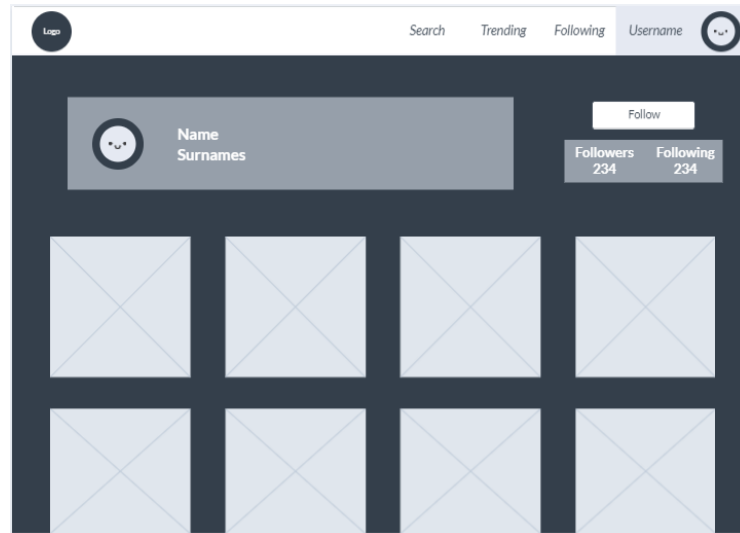 Logo
Search Trending Following Username
Name
Surnames
Follow
Followers Following
234 234